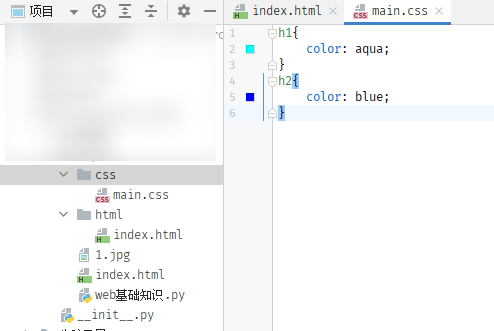 项目
index.html
main.css
1 h1{
2 color: aqua;
3 }
4 h2{
5 color: blue;
6 }
css
main.css
html
index.html
1.jpg
index.html
web基础知识.py
__init__.py